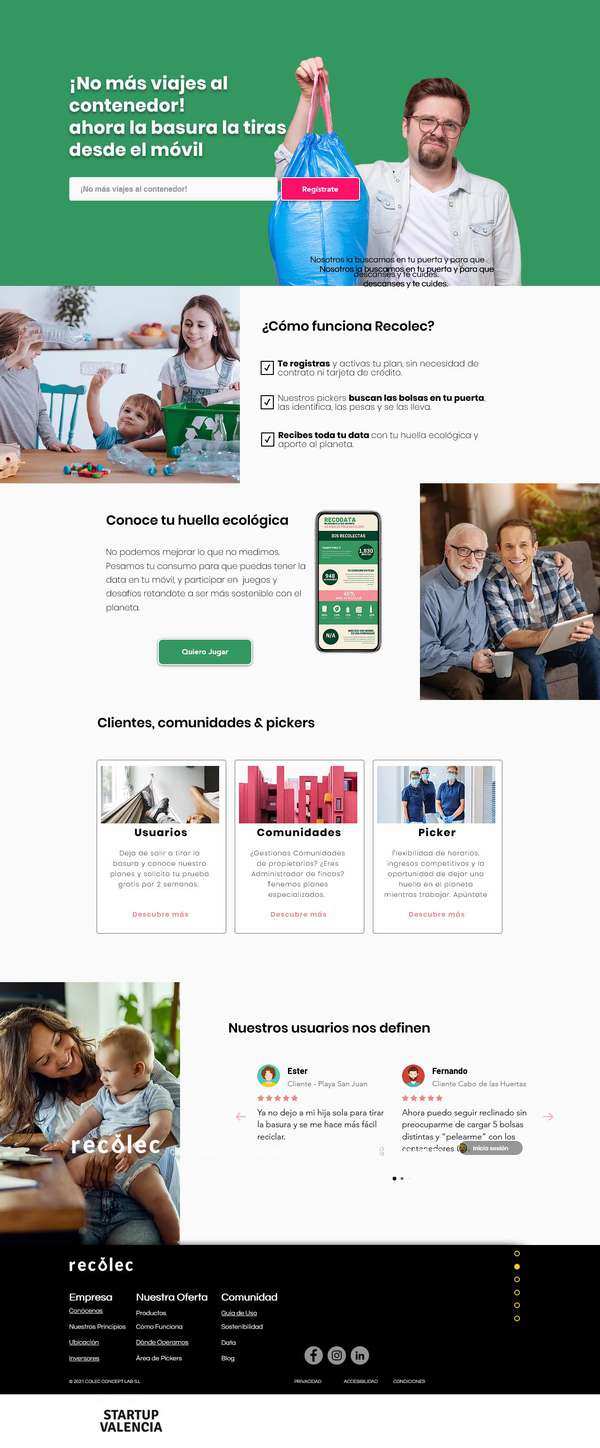 ¡No más viajes al
contenedor!
ahora la basura la tiras
desde el móvil
¡No más viajes al contenedor!
Regístrate
Nosotros la buscamos en tu puerta y para que
descanses y te cuides.
Nosotros la buscamos en tu puerta y para que
descanses y te cuides.
¿Cómo funciona Recolec?
Te registras y activas tu plan, sin necesidad de
contrato ni tarjeta de crédito.
Nuestros pickers buscan las bolsas en tu puerta,
las identifica, las pesas y se las lleva.
Recibes toda tu data con tu huella ecológica y
aporte al planeta.
Conoce tu huella ecológica
No podemos mejorar lo que no medimos.
Pesamos tu consumo para que puedas tener la
data en tu móvil, y participar en juegos y
desafíos retandote a ser más sostenible con el
planeta.
Quiero Jugar
RECODATA
1,830
948
46%
N/A
Clientes, comunidades & pickers
Usuarios
Deja de salir a tirar la
basura y conoce nuestro
planes y solicita tu prueba
gratis por 2 semanas.
Descubre más
Comunidades
¿Gestionas Comunidades
de propietarios? ¿Eres
Administrador de fincas?
Tenemos planes
especializados.
Descubre más
Picker
Flexibilidad de horarios,
ingresos competitivos y la
oportunidad de dejar una
huella en el planeta
mientras trabajar. Apúntate
Descubre más
Nuestros usuarios nos definen
Ester
Cliente - Playa San Juan
Ya no dejo a mi hija sola para tirar
la basura y se me hace más fácil
reciclar.
Fernando
Cliente Cabo de las Huertas
Ahora puedo seguir reclinado sin
preocuparme de cargar 5 bolsas
distintas y "pelearme" con los
contenedores
Inicia sesión
recolec
recolec
Empresa
Conócenos
Nuestros Principios
Ubicación
Inversores
Nuestra Oferta
Productos
Cómo Funciona
Dónde Operamos
Área de Pickers
Comunidad
Guía de Uso
Sostenibilidad
Data
Blog
© 2021 COLEC CONCEPT LAB S.L
PRIVACIDAD
ACCESIBILIDAD
CONDICIONES
STARTUP
VALENCIA